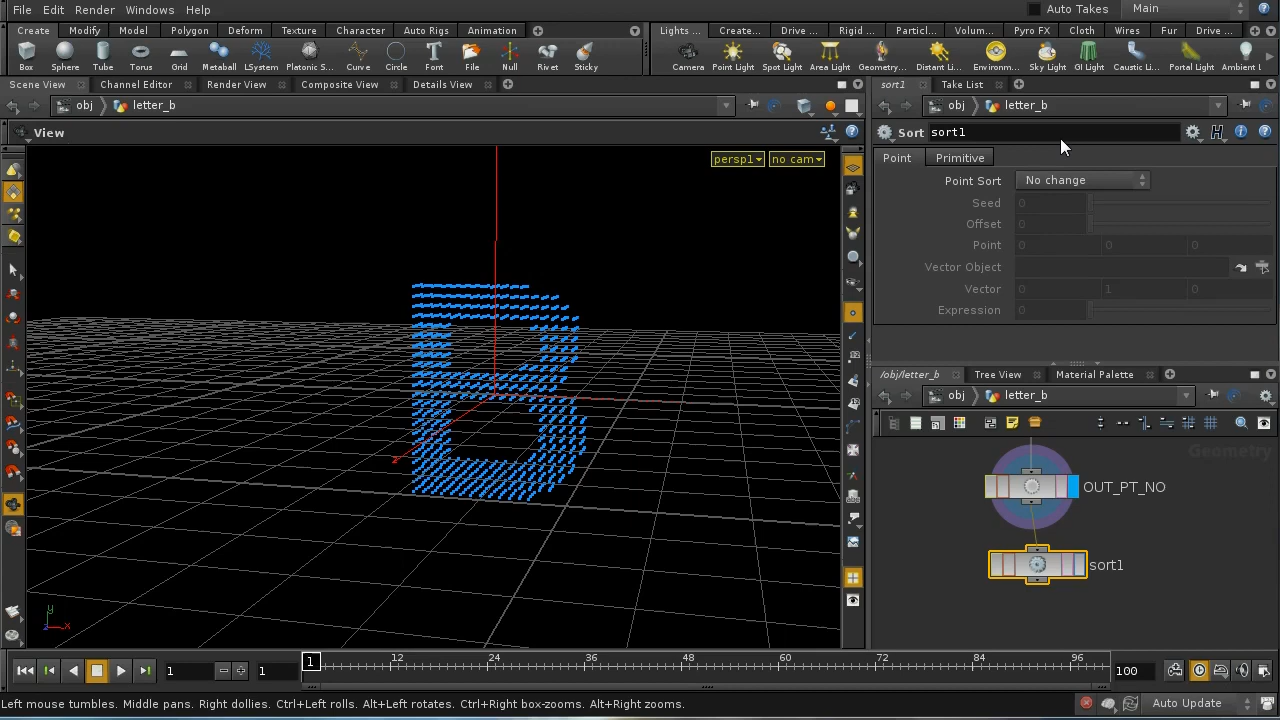 File Edit Render Windows Help Auto Takes Main
Create Modify Model Polygon Deform Texture Character Auto Rigs Animation Lights ... Create... Drive ... Rigid ... Particl... Volum... Pyro FX Cloth Wires Fur Drive ...
Box Sphere Tube Torus Grid Metaball LSystem Platonic S... Curve Circle Font File Null Rivet Sticky Camera Point Light Spot Light Area Light Geometry... Distant Li... Environm... Sky Light GI Light Caustic Li... Portal Light Ambient l
Scene View Channel Editor Render View Composite View Details View sort1 Take List
obj letter_b obj letter_b
View Sort sort1
persp1 no cam Point Primitive
Point Sort No change
Seed 0
Offset 0
Point 0 0 0
Vector Object
Vector 0 1 0
Expression 0
/obj/letter_b Tree View Material Palette
obj letter_b
Geometry
OUT_PT_NO
sort1
z
y
z x
1 1 1 12 24 36 48 60 72 84 96 100
Left mouse tumbles. Middle pans. Right dollies. Ctrl+Left rolls. Alt+Left rotates. Ctrl+Right box-zooms. Alt+Right zooms. Auto Update